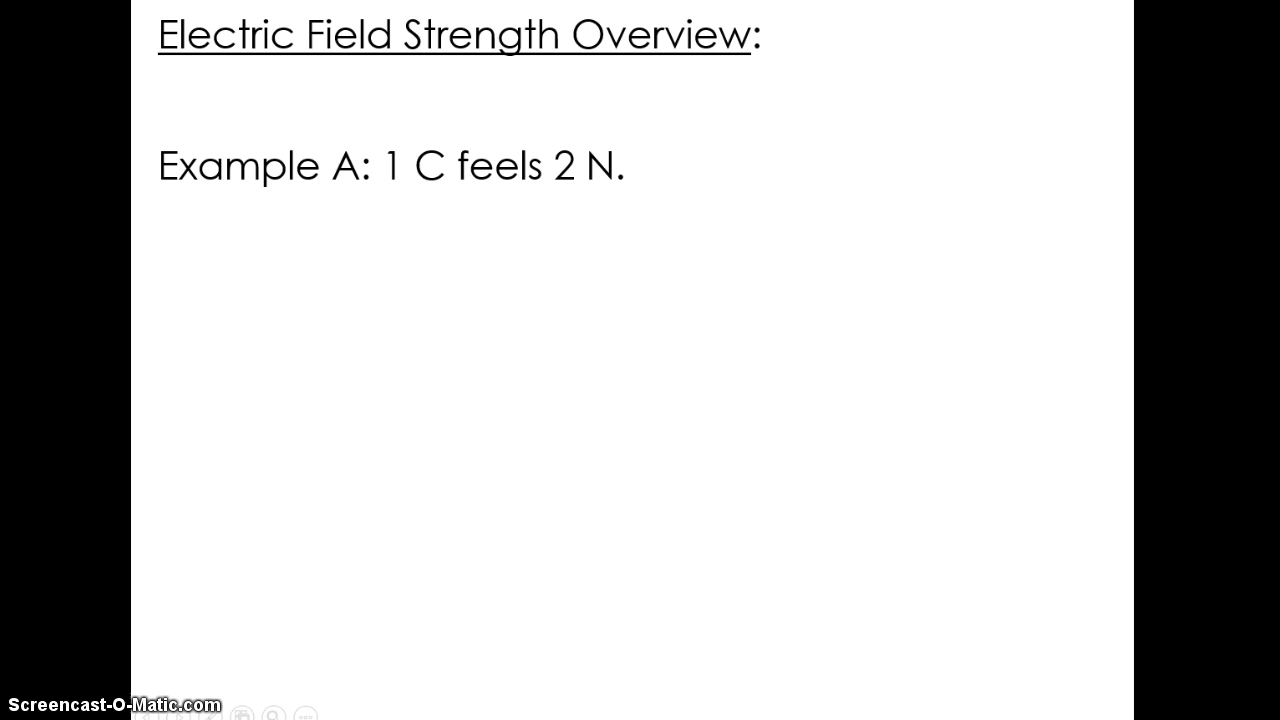 Electric Field Strength Overview:
Example A: 1 C feels 2 N.
Screencast-O-Matic.com